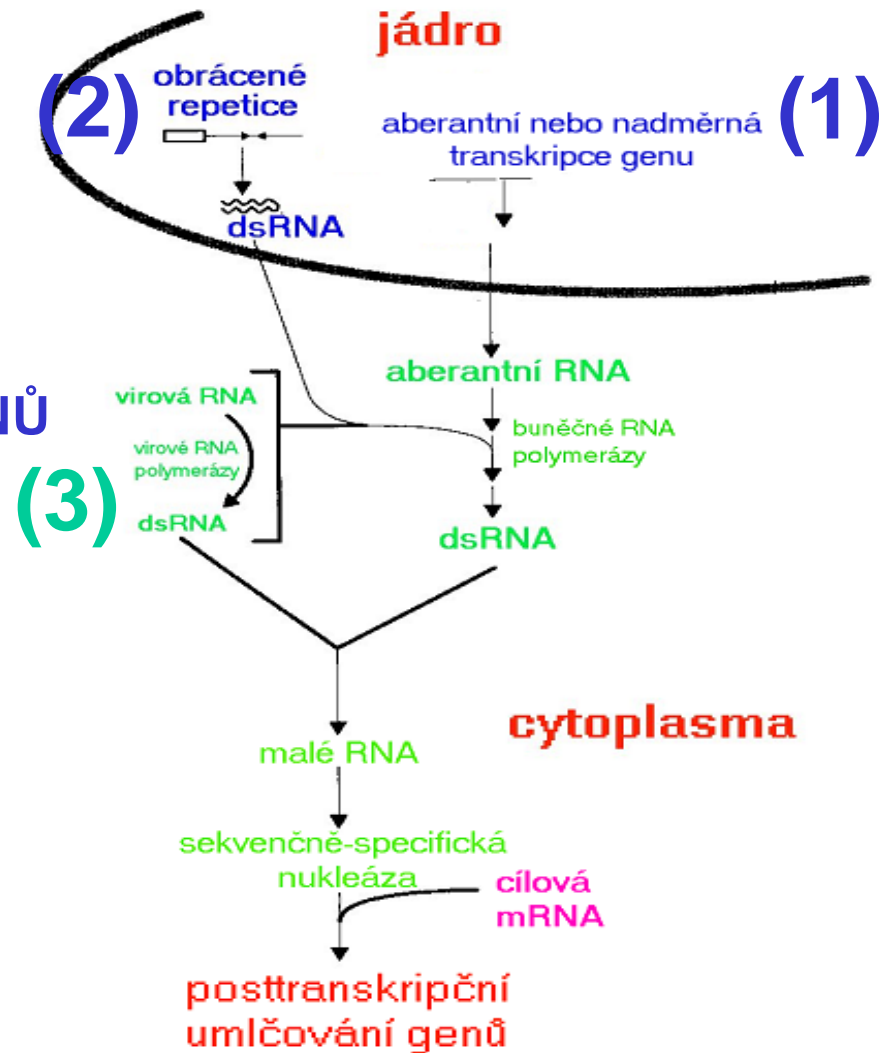 jádro
(2)
obrácené
repetice
dsRNA
aberantní nebo nadměrná
transkripce genu
(1)
aberantní RNA
buněčné RNA
polymerázy
dsRNA
NŮ
(3)
virová RNA
virové RNA
polymerázy
dsRNA
cytoplasma
malé RNA
sekvenčně-specifická
nukleáza
cílová
mRNA
posttranskripční
umlčování genů